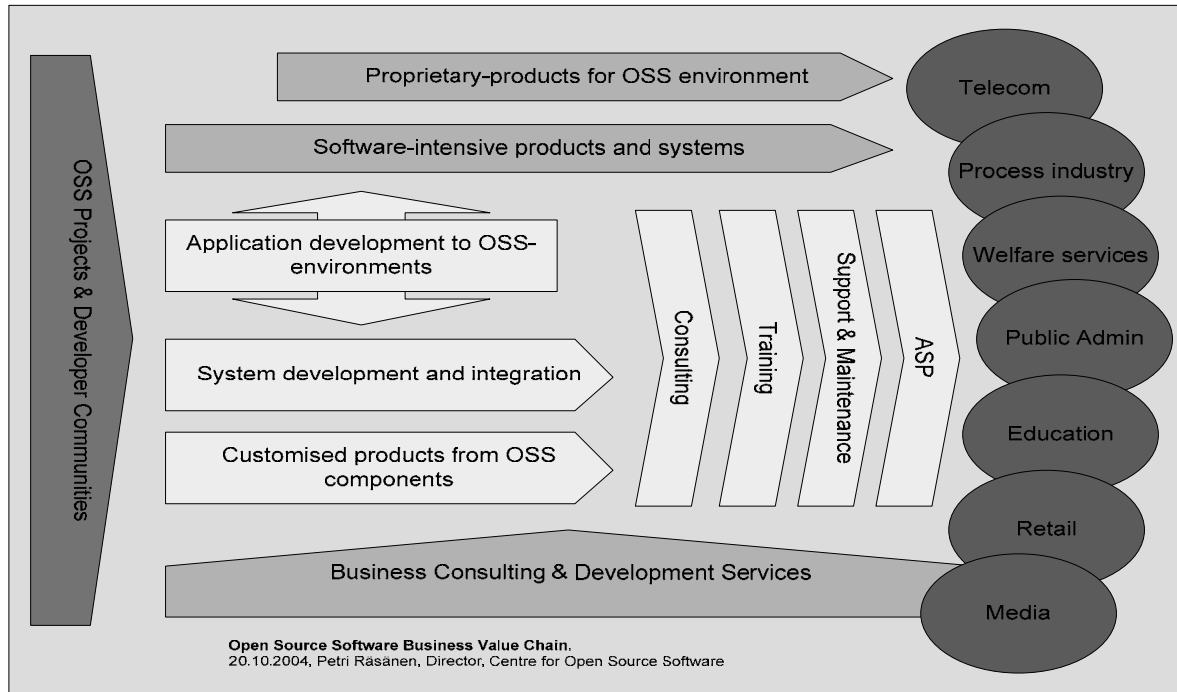 OSS Projects & Developer Communities
Proprietary-products for OSS environment
Software-intensive products and systems
Application development to OSS-
environments
System development and integration
Customised products from OSS
components
Consulting
Training
Support & Maintenance
ASP
Telecom
Process industry
Welfare services
Public Admin
Education
Retail
Media
Business Consulting & Development Services
Open Source Software Business Value Chain,
20.10.2004, Petri Räsänen, Director, Centre for Open Source Software